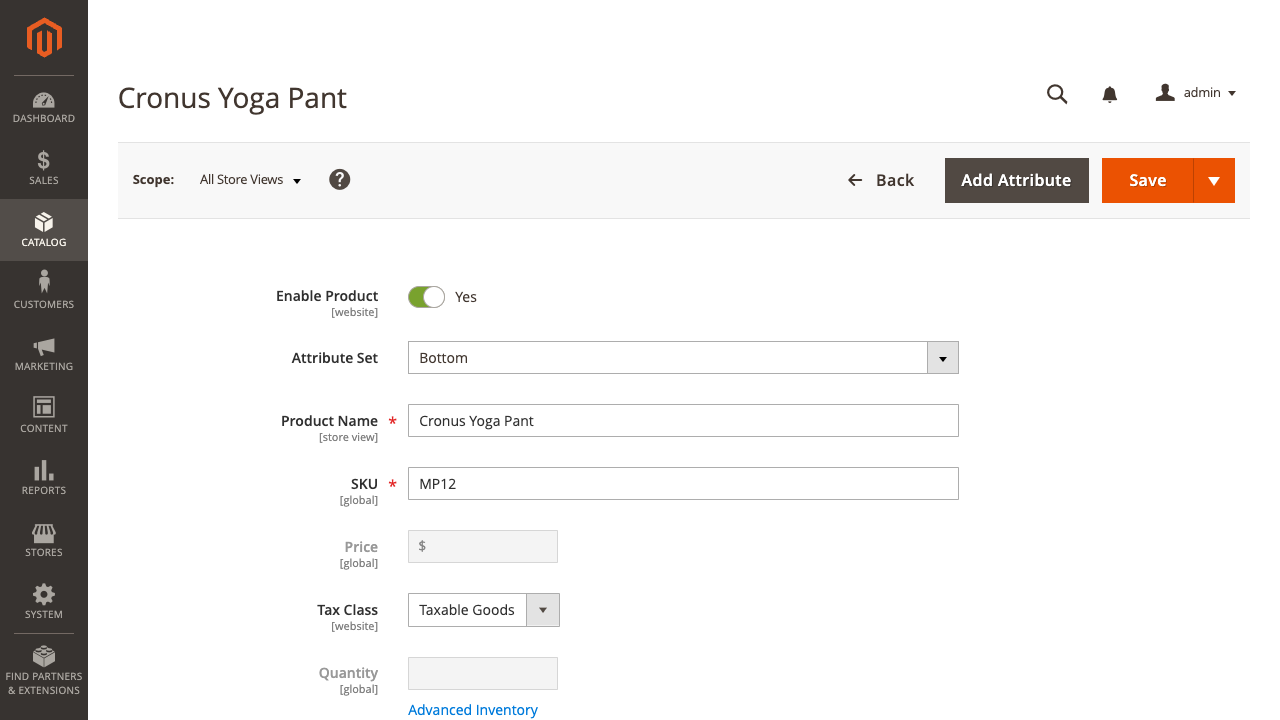 Cronus Yoga Pant
admin
DASHBOARD
SALES
CATALOG
CUSTOMERS
MARKETING
CONTENT
REPORTS
STORES
SYSTEM
FIND PARTNERS
& EXTENSIONS
Scope: All Store Views ? Back Add Attribute Save
Enable Product Yes
[website]
Attribute Set Bottom
Product Name * Cronus Yoga Pant
[store view]
SKU * MP12
[global]
Price $
[global]
Tax Class Taxable Goods
[website]
Quantity
[global]
Advanced Inventory